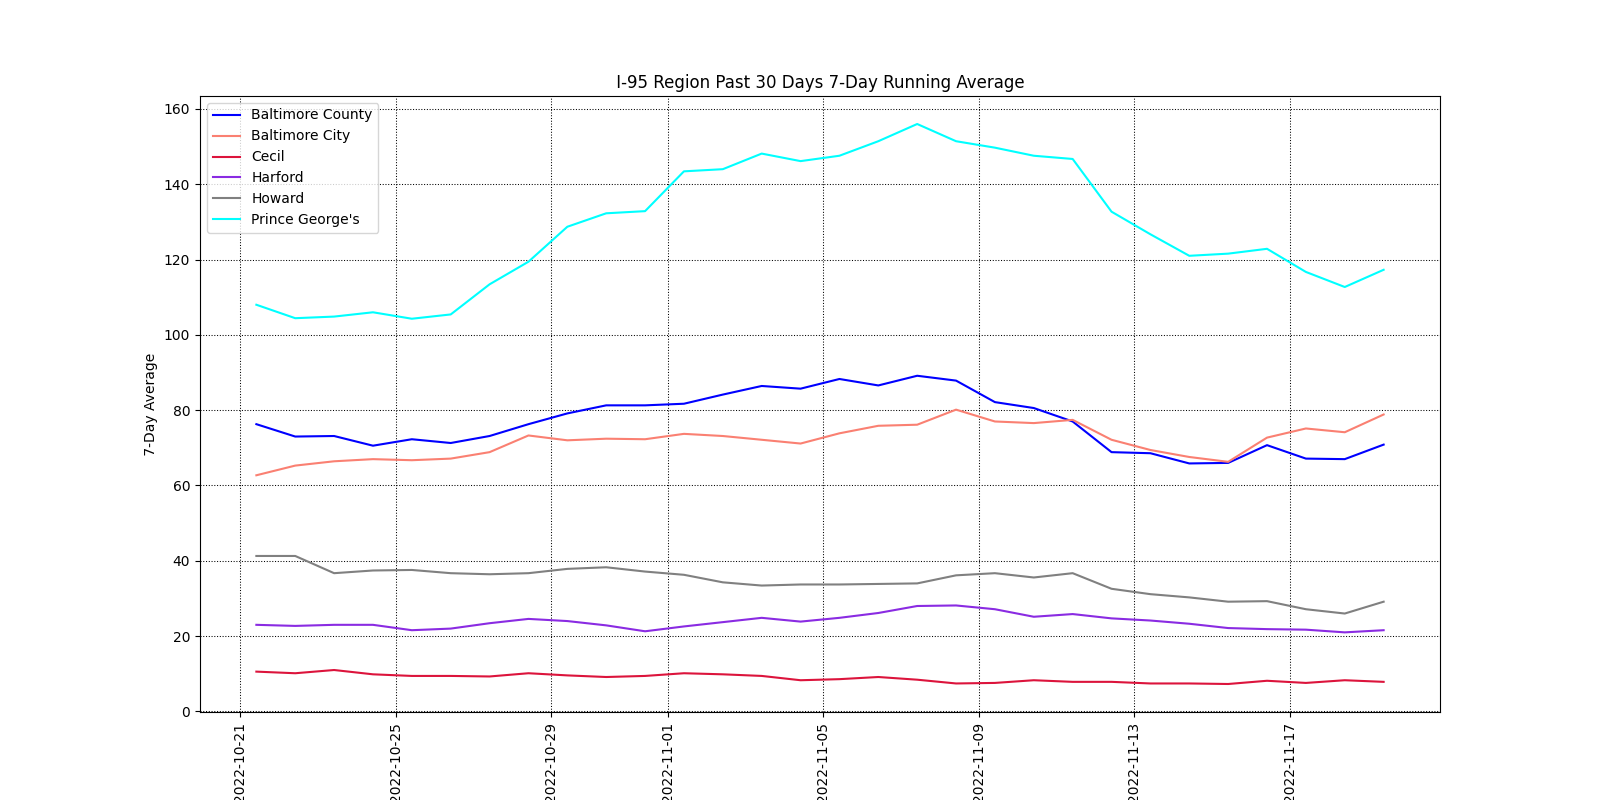 I-95 Region Past 30 Days 7-Day Running Average
Baltimore County
Baltimore City
Cecil
Harford
Howard
Prince George's
7-Day Average
160
140
120
100
80
60
40
20
0
2022-10-21
2022-10-25
2022-10-29
2022-11-01
2022-11-05
2022-11-09
2022-11-13
2022-11-17